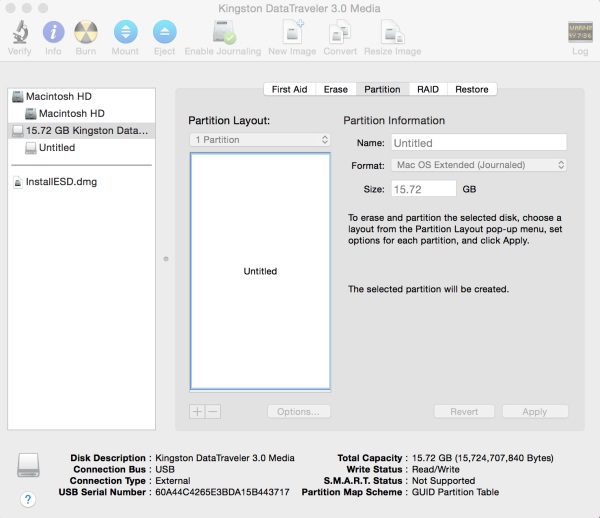 Kingston DataTraveler 3.0 Media
Verify Info Burn Mount Eject Enable Journaling New Image Convert Resize Image Log
First Aid Erase Partition RAID Restore
Macintosh HD
Macintosh HD
15.72 GB Kingston Data...
Untitled
InstallESD.dmg
Partition Layout:
1 Partition
Untitled
Options...
Partition Information
Name: Untitled
Format: Mac OS Extended (Journaled)
Size: 15.72 GB
To erase and partition the selected disk, choose a
layout from the Partition Layout pop-up menu, set
options for each partition, and click Apply.
The selected partition will be created.
Revert Apply
Disk Description : Kingston DataTraveler 3.0 Media
Connection Bus : USB
Connection Type : External
USB Serial Number : 60A44C4265E3BDA15B443717
Total Capacity : 15.72 GB (15,724,707,840 Bytes)
Write Status : Read/Write
S.M.A.R.T. Status : Not Supported
Partition Map Scheme : GUID Partition Table
?